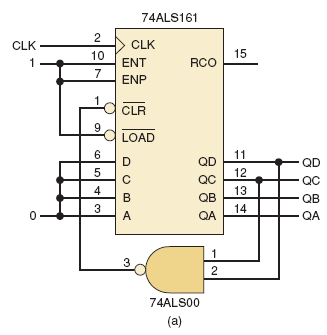 74ALS161
CLK 2 CLK
1 10 ENT RCO 15
7 ENP
1 CLR
9 LOAD
6 D QD 11 QD
5 C QC 12 QC
4 B QB 13 QB
0 3 A QA 14 QA
3 1
2
74ALS00
(a)